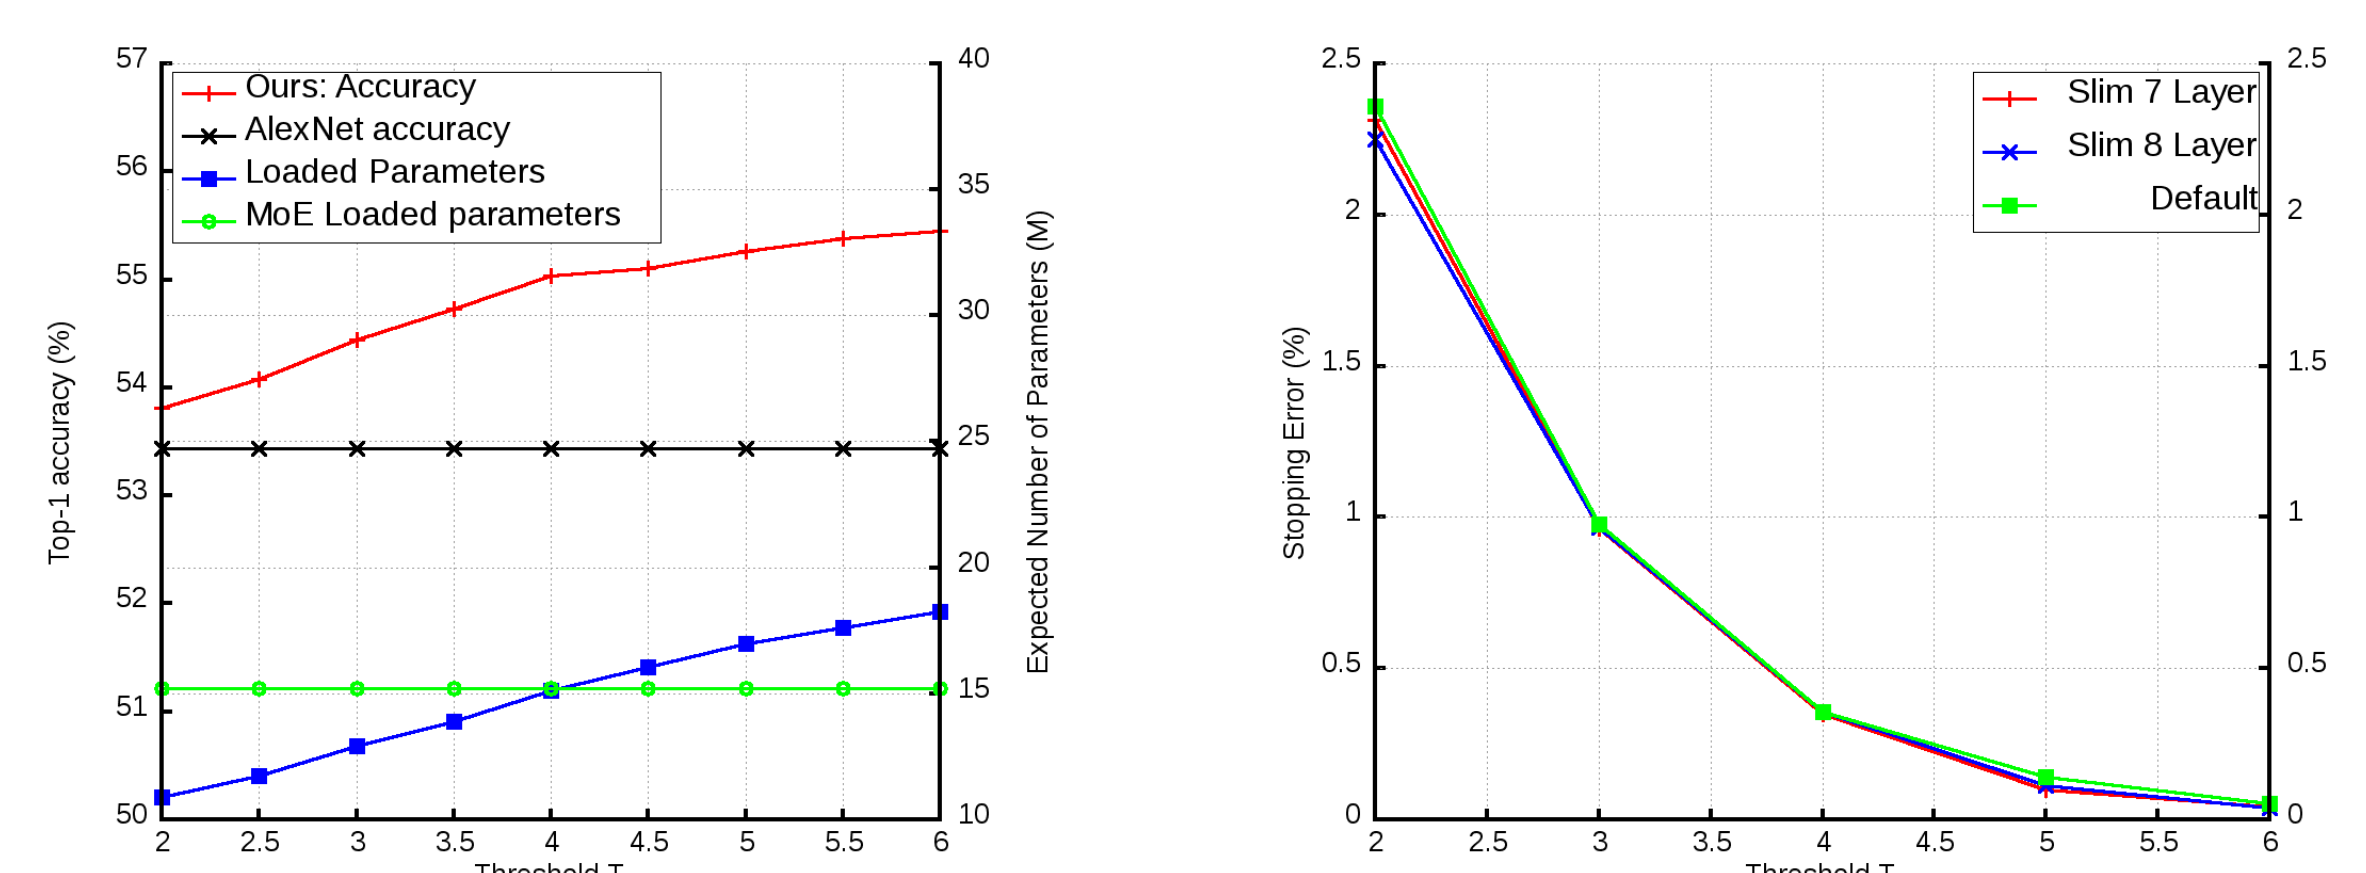 57
56
55
54
53
52
51
50
40
35
30
25
20
15
10
2 2.5 3 3.5 4 4.5 5 5.5 6
Top-1 accuracy (%)
Expected Number of Parameters (M)
Ours: Accuracy
AlexNet accuracy
Loaded Parameters
MoE Loaded parameters
Threshold T
2.5
2
1.5
1
0.5
0
2.5
2
1.5
1
0.5
0
2 2.5 3 3.5 4 4.5 5 5.5 6
Stopping Error (%)
Slim 7 Layer
Slim 8 Layer
Default
Threshold T